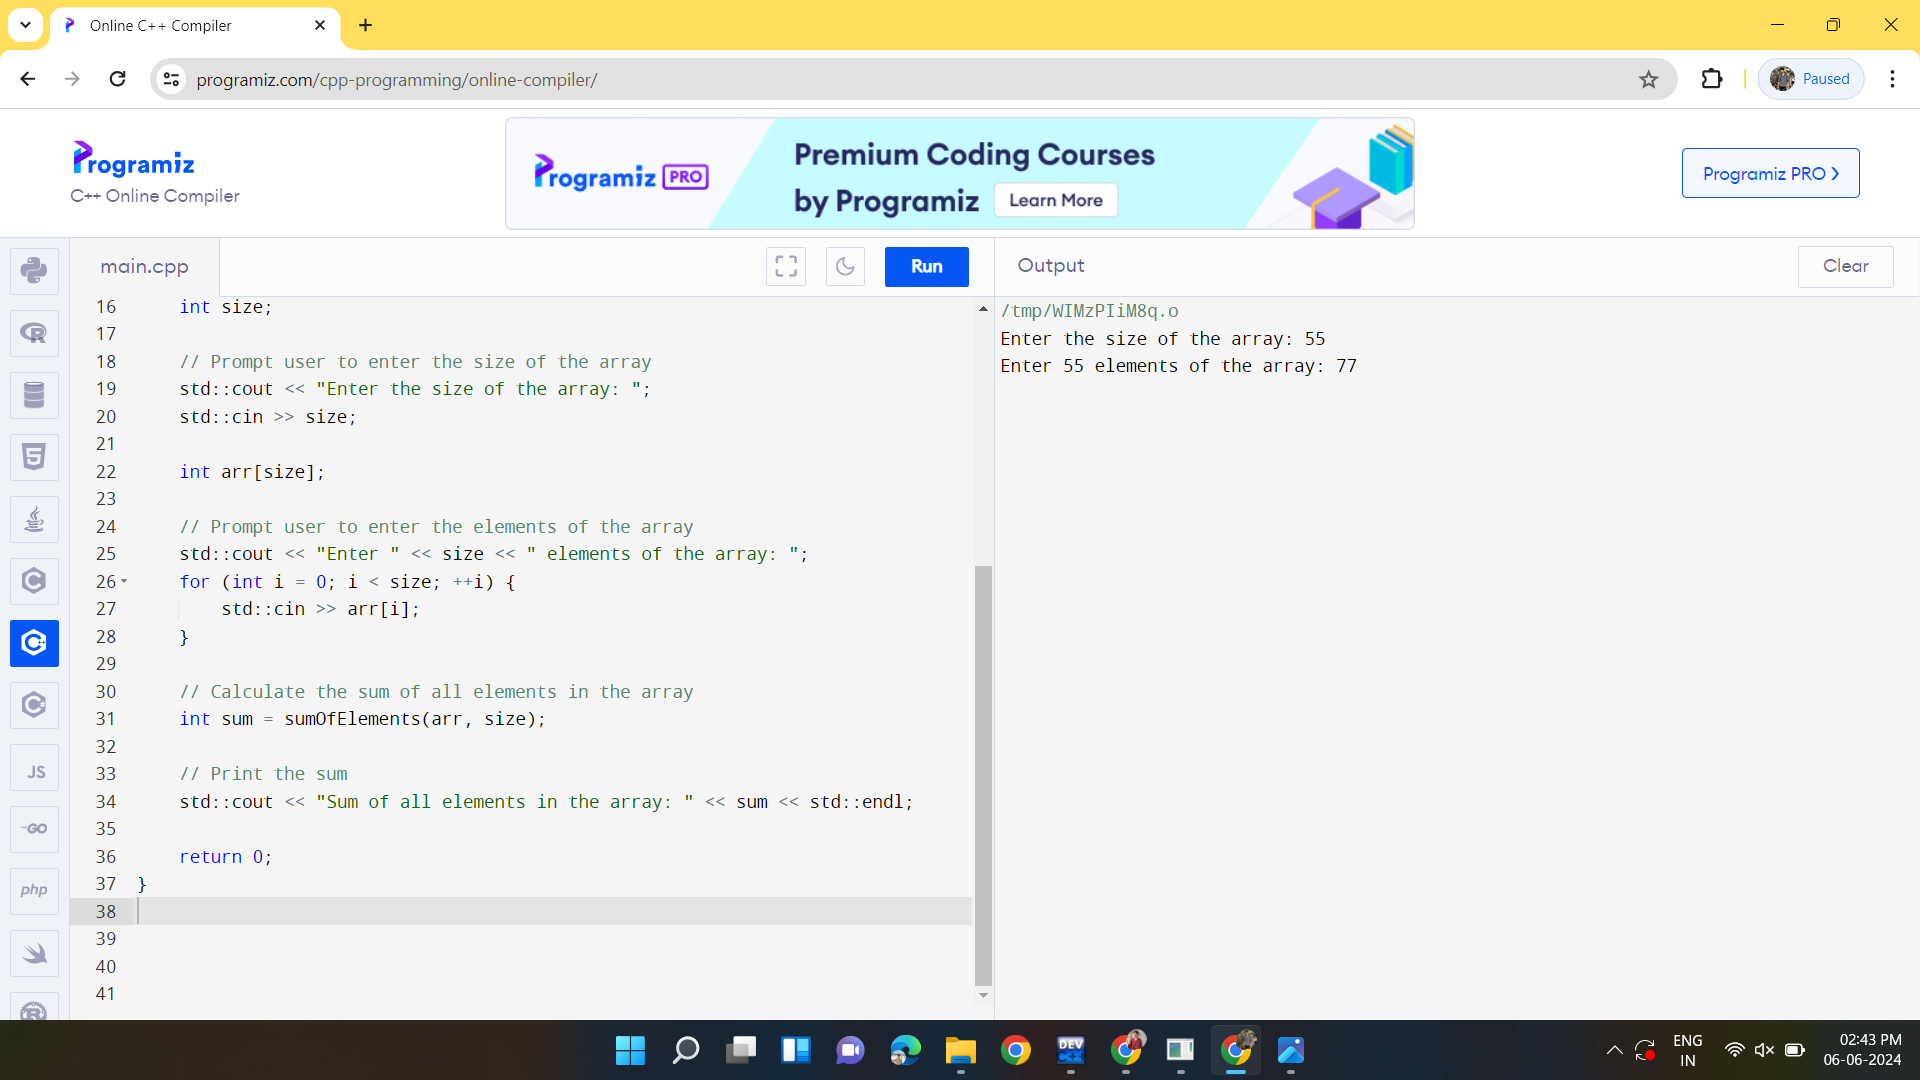 Online C++ Compiler
programiz.com/cpp-programming/online-compiler/
Paused
Programiz
C++ Online Compiler
Programiz PRO
Premium Coding Courses
by Programiz
Learn More
Programiz PRO
main.cpp
Run
Output
Clear
16 int size;
17
18 // Prompt user to enter the size of the array
19 std::cout << "Enter the size of the array: ";
20 std::cin >> size;
21
22 int arr[size];
23
24 // Prompt user to enter the elements of the array
25 std::cout << "Enter " << size << " elements of the array: ";
26 for (int i = 0; i < size; ++i) {
27 std::cin >> arr[i];
28 }
29
30 // Calculate the sum of all elements in the array
31 int sum = sumOfElements(arr, size);
32
33 // Print the sum
34 std::cout << "Sum of all elements in the array: " << sum << std::endl;
35
36 return 0;
37 }
38
39
40
41
/tmp/WIMzPIiM8q.o
Enter the size of the array: 55
Enter 55 elements of the array: 77
JS
GO
php
DEV
C++
ENG
IN
02:43 PM
06-06-2024